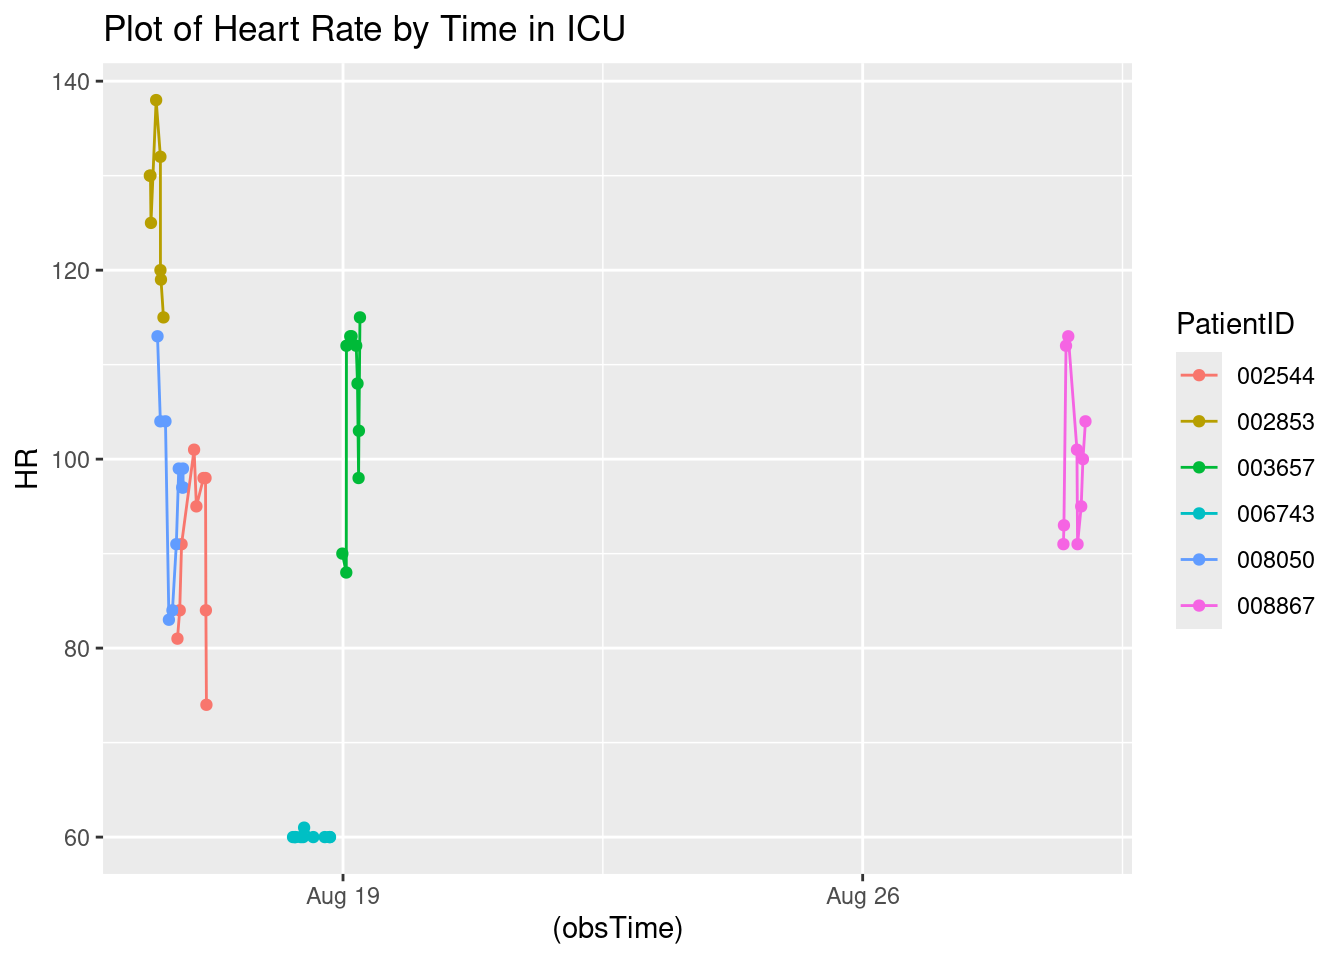 Plot of Heart Rate by Time in ICU
140
120
100
80
60
HR
Aug 19
Aug 26
(obsTime)
PatientID
002544
002853
003657
006743
008050
008867